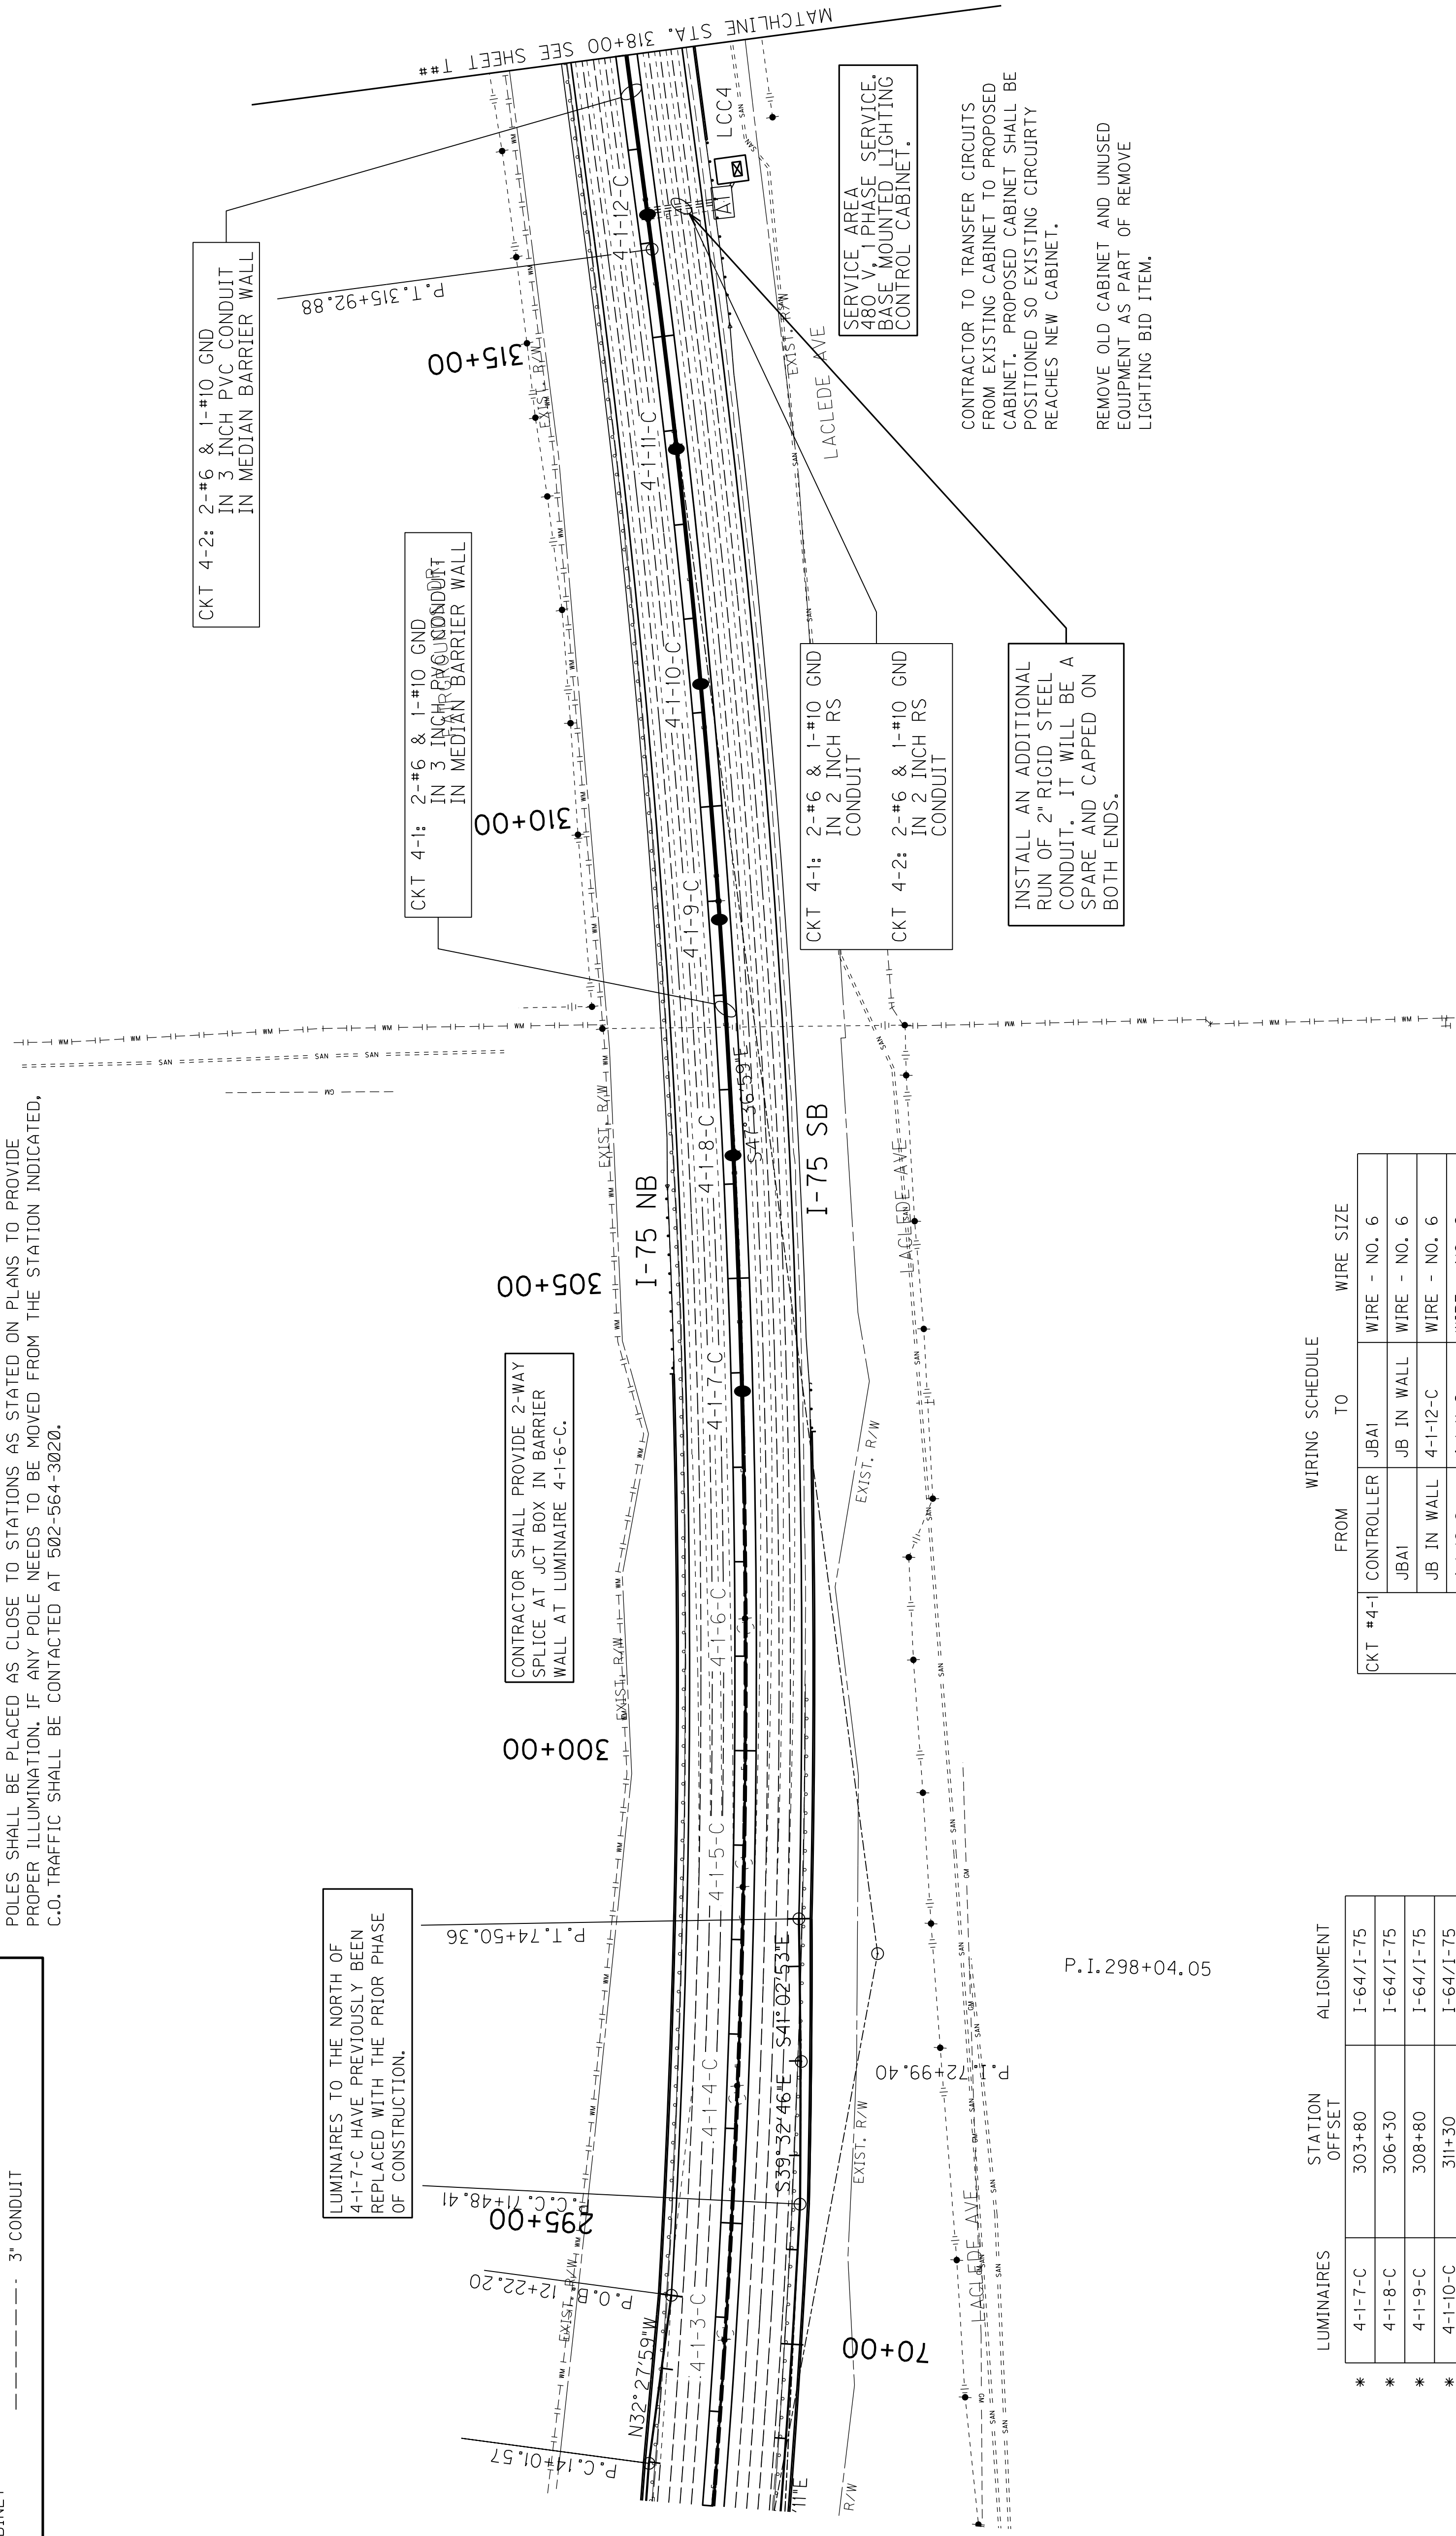 3" CONDUIT
POLES SHALL BE PLACED AS CLOSE TO STATIONS AS STATED ON PLANS TO PROVIDE
PROPER ILLUMINATION. IF ANY POLE NEEDS TO BE MOVED FROM THE STATION INDICATED,
C.O. TRAFFIC SHALL BE CONTACTED AT 502-564-3020.
MATCHLINE STA. 318+00 SEE SHEET T##
CKT 4-2: 2-#6 & 1-#10 GND
IN 3 INCH PVC CONDUIT
IN MEDIAN BARRIER WALL
CKT 4-1: 2-#6 & 1-#10 GND
IN 3 INCH PVC CONDUIT
IN MEDIAN BARRIER WALL
LUMINAIRES TO THE NORTH OF
4-1-7-C HAVE PREVIOUSLY BEEN
REPLACED WITH THE PRIOR PHASE
OF CONSTRUCTION.
CONTRACTOR SHALL PROVIDE 2-WAY
SPLICE AT JCT BOX IN BARRIER
WALL AT LUMINAIRE 4-1-6-C.
P.C.14+01.57
P.O.B. 12+22.20
P.C.C.71+48.41
P.T.74+50.36
P.T.315+92.88
295+00
300+00
305+00
310+00
315+00
EXIST. R/W
EXIST. R/W
EXIST. R/W
EXIST. R/W
N32°27'59"W
I-75 NB
4-1-3-C
4-1-4-C
4-1-5-C
4-1-6-C
4-1-7-C
4-1-8-C
4-1-9-C
4-1-10-C
4-1-11-C
4-1-12-C
LCC4
A1
11"E
S39°32'46"E
S41°02'53"E
S47°36'59"E
I-75 SB
70+00
P.I.72+99.40
R/W
EXIST. R/W
EXIST. R/W
EXIST. R/W
LACLEDE AVE
LACLEDE AVE
LACLEDE AVE
WM
SAN
GM
SERVICE AREA
480 V, 1 PHASE SERVICE.
BASE MOUNTED LIGHTING
CONTROL CABINET.
CKT 4-1: 2-#6 & 1-#10 GND
IN 2 INCH RS
CONDUIT
CKT 4-2: 2-#6 & 1-#10 GND
IN 2 INCH RS
CONDUIT
INSTALL AN ADDITIONAL
RUN OF 2" RIGID STEEL
CONDUIT. IT WILL BE A
SPARE AND CAPPED ON
BOTH ENDS.
CONTRACTOR TO TRANSFER CIRCUITS
FROM EXISTING CABINET TO PROPOSED
CABINET. PROPOSED CABINET SHALL BE
POSITIONED SO EXISTING CIRCUIRTY
REACHES NEW CABINET.
REMOVE OLD CABINET AND UNUSED
EQUIPMENT AS PART OF REMOVE
LIGHTING BID ITEM.
P.I.298+04.05
LUMINAIRES STATION OFFSET ALIGNMENT
* 4-1-7-C 303+80 I-64/I-75
* 4-1-8-C 306+30 I-64/I-75
* 4-1-9-C 308+80 I-64/I-75
* 4-1-10-C 311+30 I-64/I-75
WIRING SCHEDULE
FROM TO WIRE SIZE
CKT #4-1 CONTROLLER JBA1 WIRE - NO. 6
JBA1 JB IN WALL WIRE - NO. 6
JB IN WALL 4-1-12-C WIRE - NO. 6